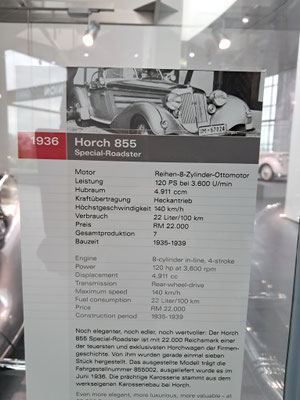 IM-67024
1936
Horch 855
Special-Roadster
Motor Reihen-8-Zylinder-Ottomotor
Leistung 120 PS bei 3.600 U/min
Hubraum 4.911 ccm
Kraftübertragung Heckantrieb
Höchstgeschwindigkeit 140 km/h
Verbrauch 22 Liter/100 km
Preis RM 22.000
Gesamtproduktion 7
Bauzeit 1935-1939
Engine 8-cylinder in-line, 4-stroke
Power 120 hp at 3,600 rpm
Displacement 4,911 cc
Transmission Rear-wheel-drive
Maximum speed 140 km/h
Fuel consumption 22 Liter/100 km
Price RM 22,000
Construction period 1935-1939
Noch eleganter, noch edler, noch wertvoller: Der Horch
855 Special-Roadster ist mit 22.000 Reichsmark einer
der teuersten und exklusivsten Horchwagen der Firmen-
geschichte. Von ihm wurden gerade einmal sieben
Stück hergestellt. Das ausgestellte Modell trägt die
Fahrgestellnummer 855002, ausgeliefert wurde es im
Juni 1936. Die prächtige Karosserie stammt aus dem
werkseigenen Karosseriebau bei Horch.
Even more elegant, more luxurious, more valuable – at